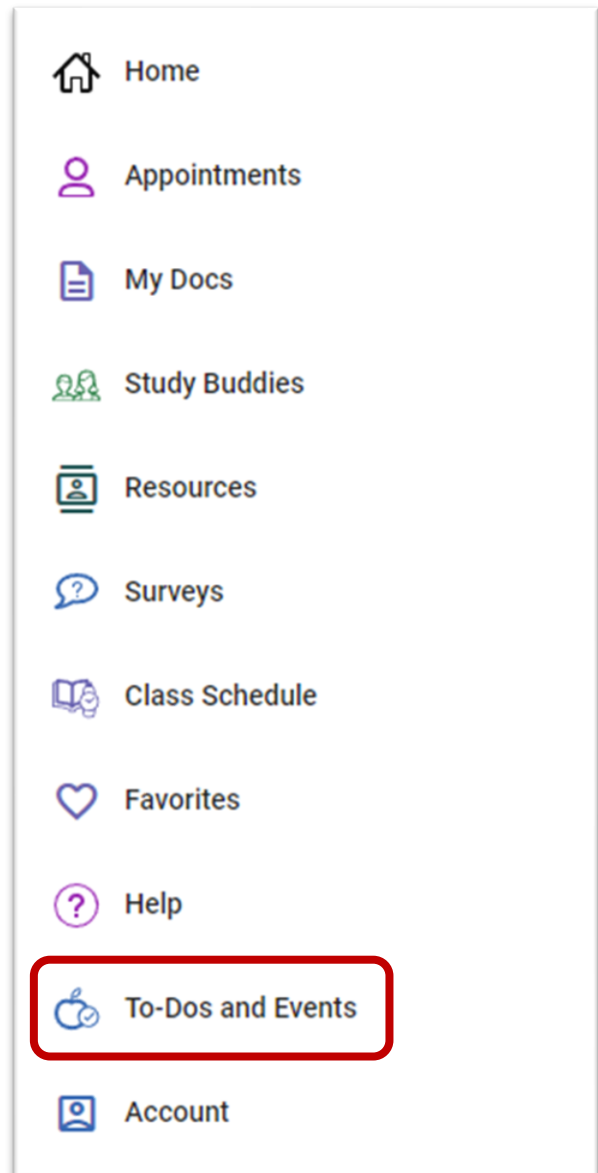 Home
Appointments
My Docs
Study Buddies
Resources
Surveys
Class Schedule
Favorites
Help
To-Dos and Events
Account